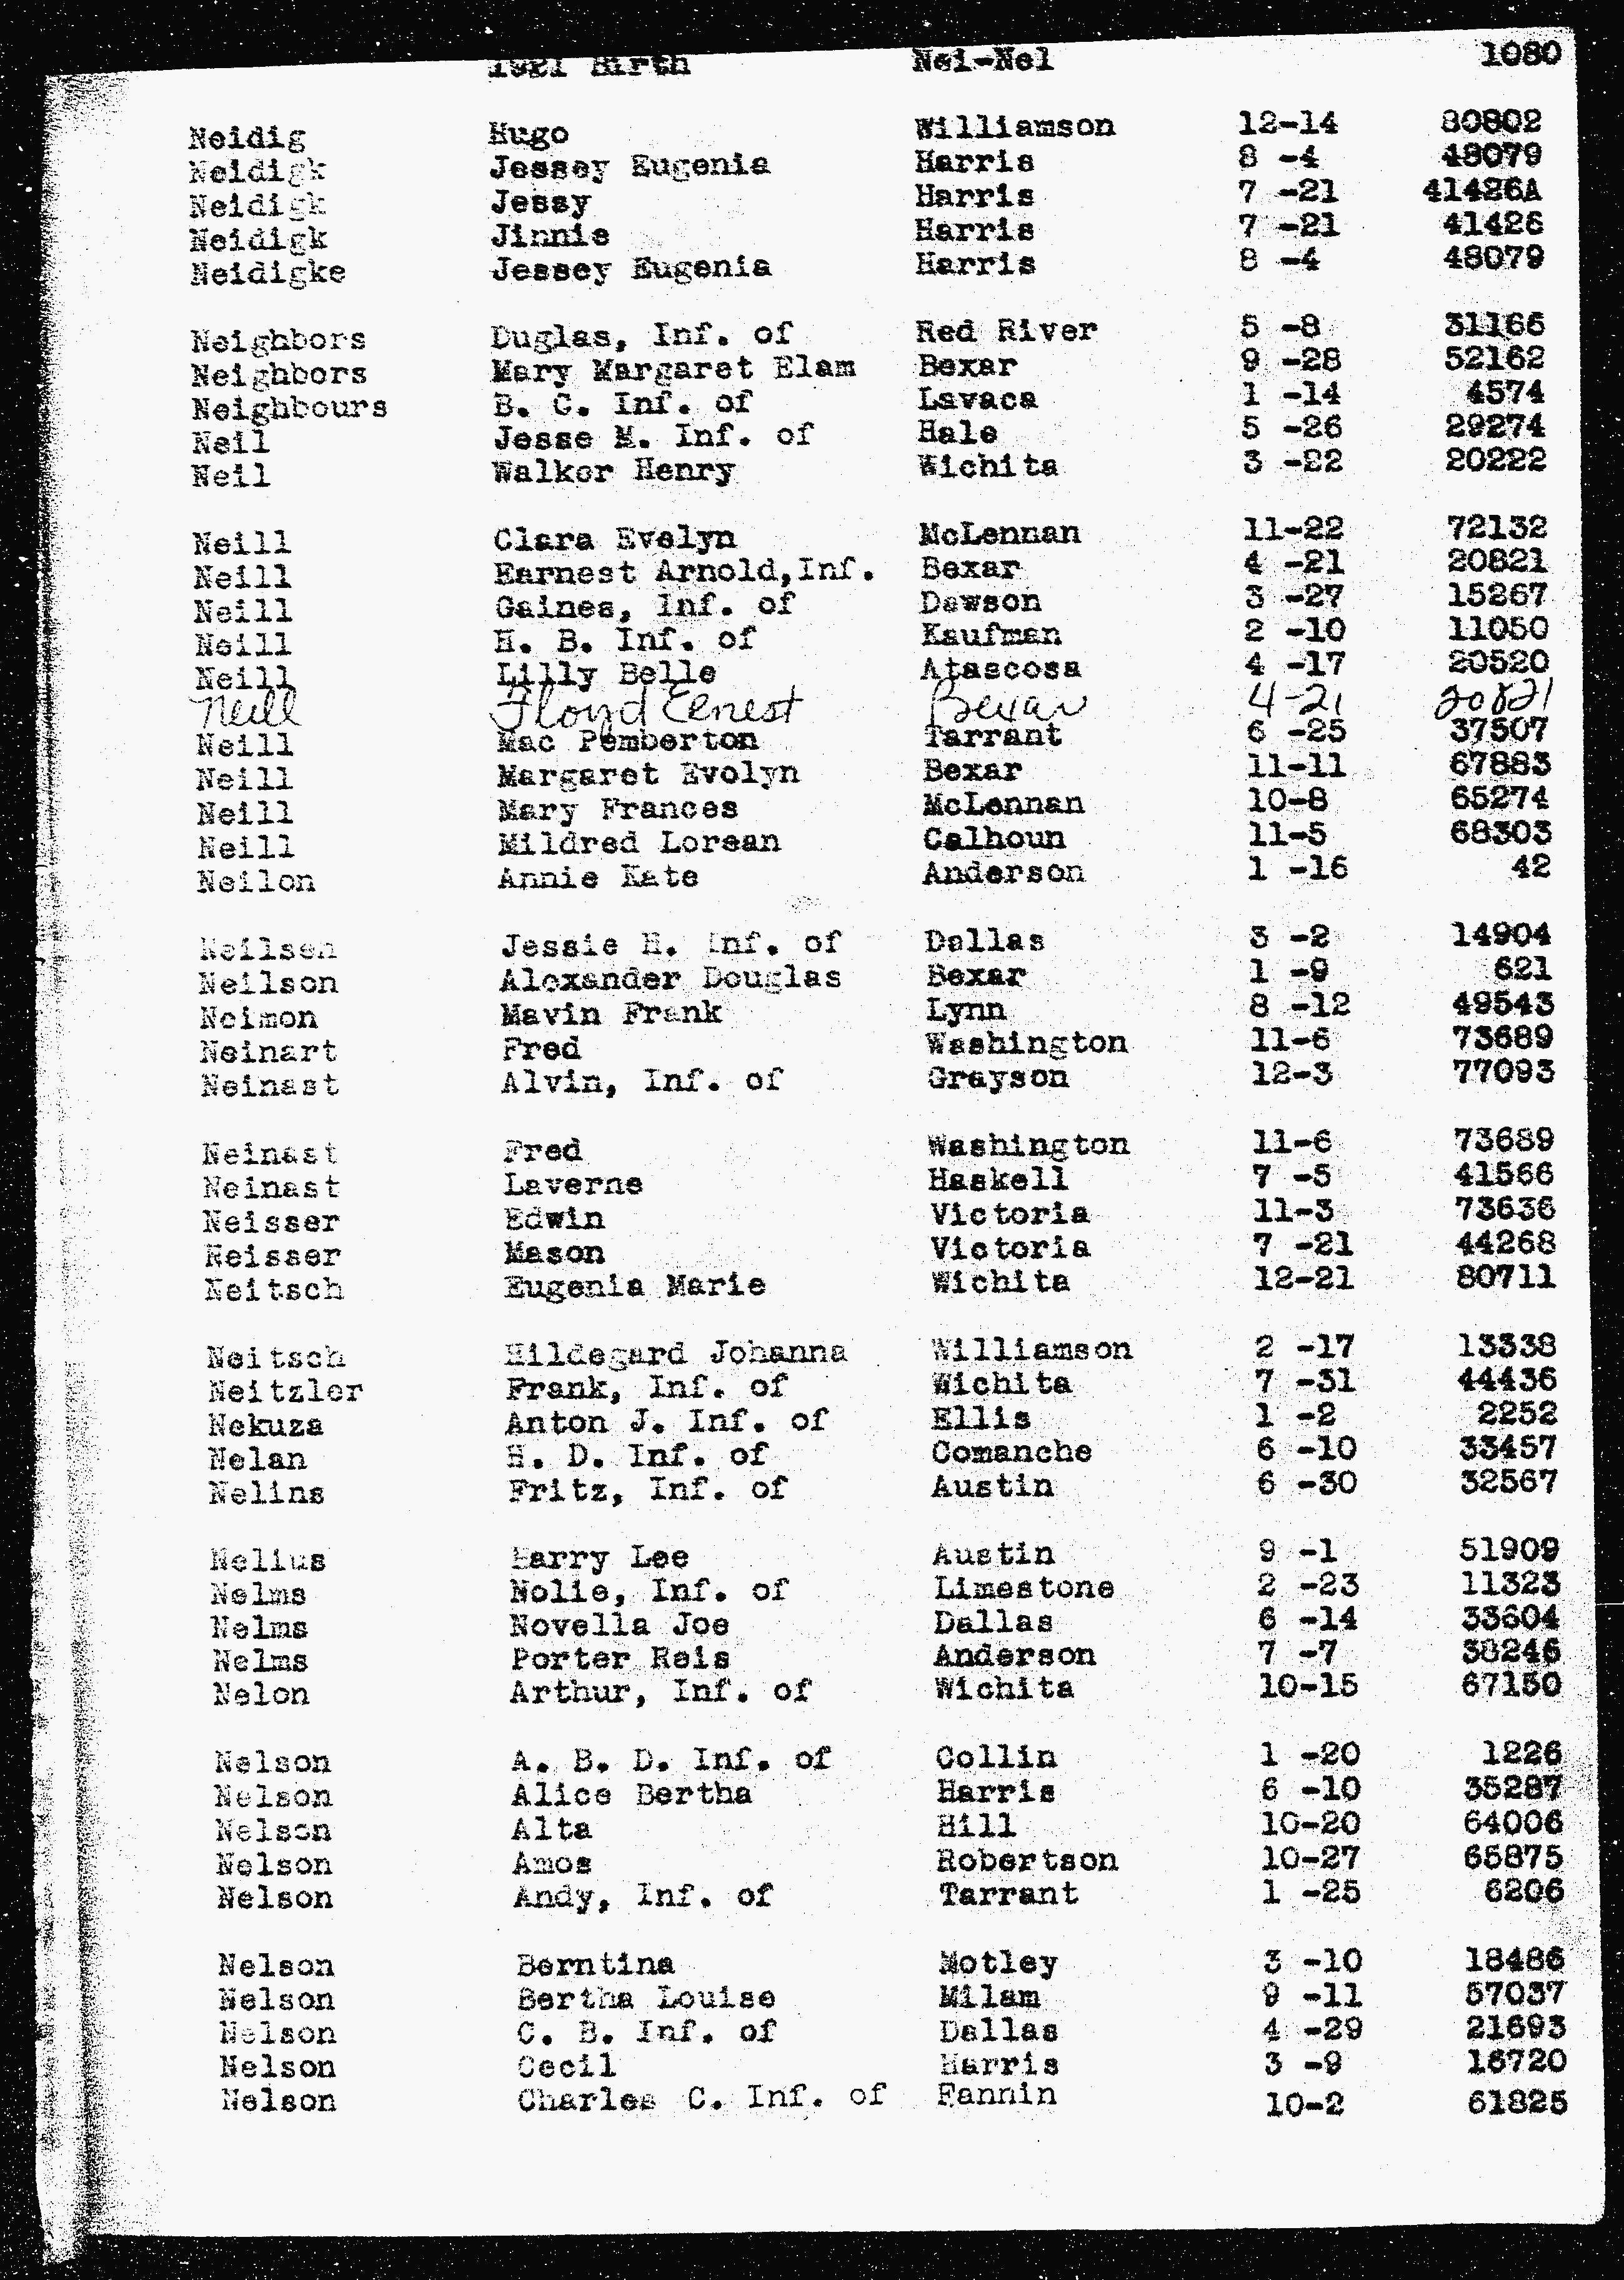 1921 Birth Nei-Nel 1080
Neidig Hugo Williamson 12-14 80802
Neidigk Jessey Eugenia Harris 8 -4 48079
Neidigk Jessy Harris 7 -21 41426A
Neidigk Jinnie Harris 7 -21 41426
Neidigke Jessey Eugenia Harris 8 -4 48079
Neighbors Duglas, Inf. of Red River 5 -8 31166
Neighbors Mary Margaret Elam Bexar 9 -28 52162
Neighbours B. C. Inf. of Lavaca 1 -14 4574
Neil Jesse M. Inf. of Hale 5 -26 29274
Neil Walker Henry Wichita 3 -22 20222
Neill Clara Evelyn McLennan 11-22 72132
Neill Earnest Arnold,Inf. Bexar 4 -21 20821
Neill Gaines, Inf. of Dawson 3 -27 15267
Neill H. B. Inf. of Kaufman 2 -10 11050
Neill Lilly Belle Atascosa 4 -17 20520
Neill Floyd Ernest Bexar 4-21 20821
Neill Mac Pemberton Tarrant 6 -25 37507
Neill Margaret Evolyn Bexar 11-11 67883
Neill Mary Frances McLennan 10-8 65274
Neill Mildred Lorean Calhoun 11-5 68303
Neilon Annie Kate Anderson 1 -16 42
Neilsen Jessie H. Inf. of Dallas 3 -2 14904
Neilson Alexander Douglas Bexar 1 -9 621
Neimon Mavin Frank Lynn 8 -12 49543
Neinart Fred Washington 11-6 73689
Neinast Alvin, Inf. of Grayson 12-3 77093
Neinast Fred Washington 11-6 73689
Neinast Laverne Haskell 7 -5 41566
Neisser Edwin Victoria 11-3 73636
Neisser Mason Victoria 7 -21 44268
Neitsch Eugenia Marie Wichita 12-21 80711
Neitsch Hildegard Johanna Williamson 2 -17 13338
Neitzler Frank, Inf. of Wichita 7 -31 44436
Nekuza Anton J. Inf. of Ellis 1 -2 2252
Nelan H. D. Inf. of Comanche 6 -10 33457
Nelins Fritz, Inf. of Austin 6 -30 32567
Nelius Harry Lee Austin 9 -1 51909
Nelms Nolie, Inf. of Limestone 2 -23 11323
Nelms Novella Joe Dallas 6 -14 33604
Nelms Porter Reis Anderson 7 -7 38246
Nelon Arthur, Inf. of Wichita 10-15 67150
Nelson A. B. D. Inf. of Collin 1 -20 1226
Nelson Alice Bertha Harris 6 -10 35287
Nelson Alta Hill 10-20 64006
Nelson Amos Robertson 10-27 65875
Nelson Andy, Inf. of Tarrant 1 -25 6206
Nelson Berntina Motley 3 -10 18486
Nelson Bertha Louise Milam 9 -11 57037
Nelson C. B. Inf. of Dallas 4 -29 21693
Nelson Cecil Harris 3 -9 16720
Nelson Charles C. Inf. of Fannin 10-2 61825